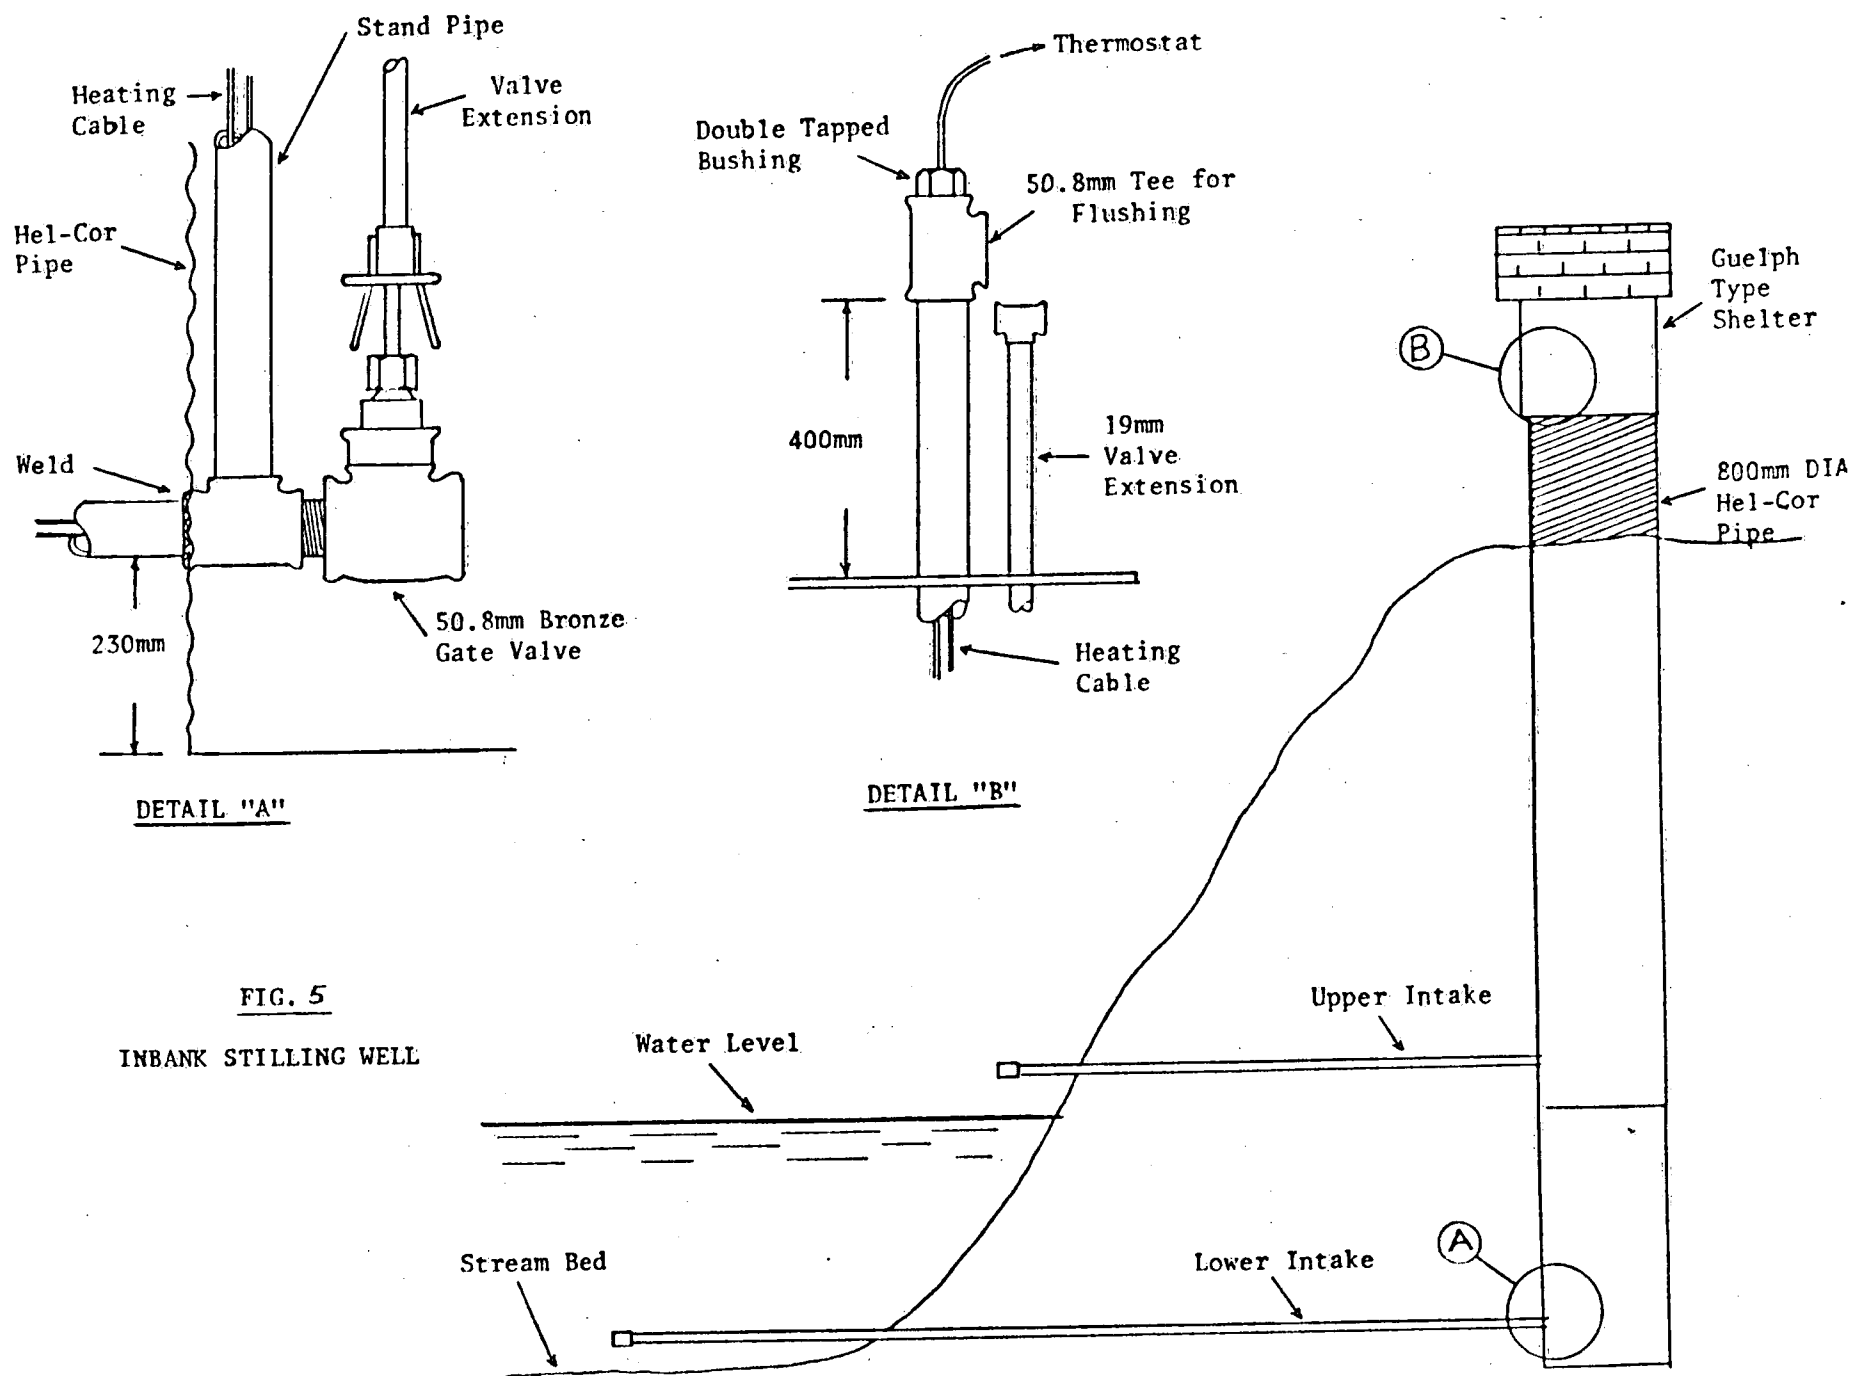 Stand Pipe
Heating
Cable
Valve
Extension
Hel-Cor
Pipe
Weld
230mm
50.8mm Bronze
Gate Valve
DETAIL "A"
Thermostat
Double Tapped
Bushing
50.8mm Tee for
Flushing
400mm
19mm
Valve
Extension
Heating
Cable
DETAIL "B"
Guelph
Type
Shelter
B
800mm DIA
Hel-Cor
Pipe
FIG. 5
INBANK STILLING WELL
Water Level
Upper Intake
Stream Bed
Lower Intake
A